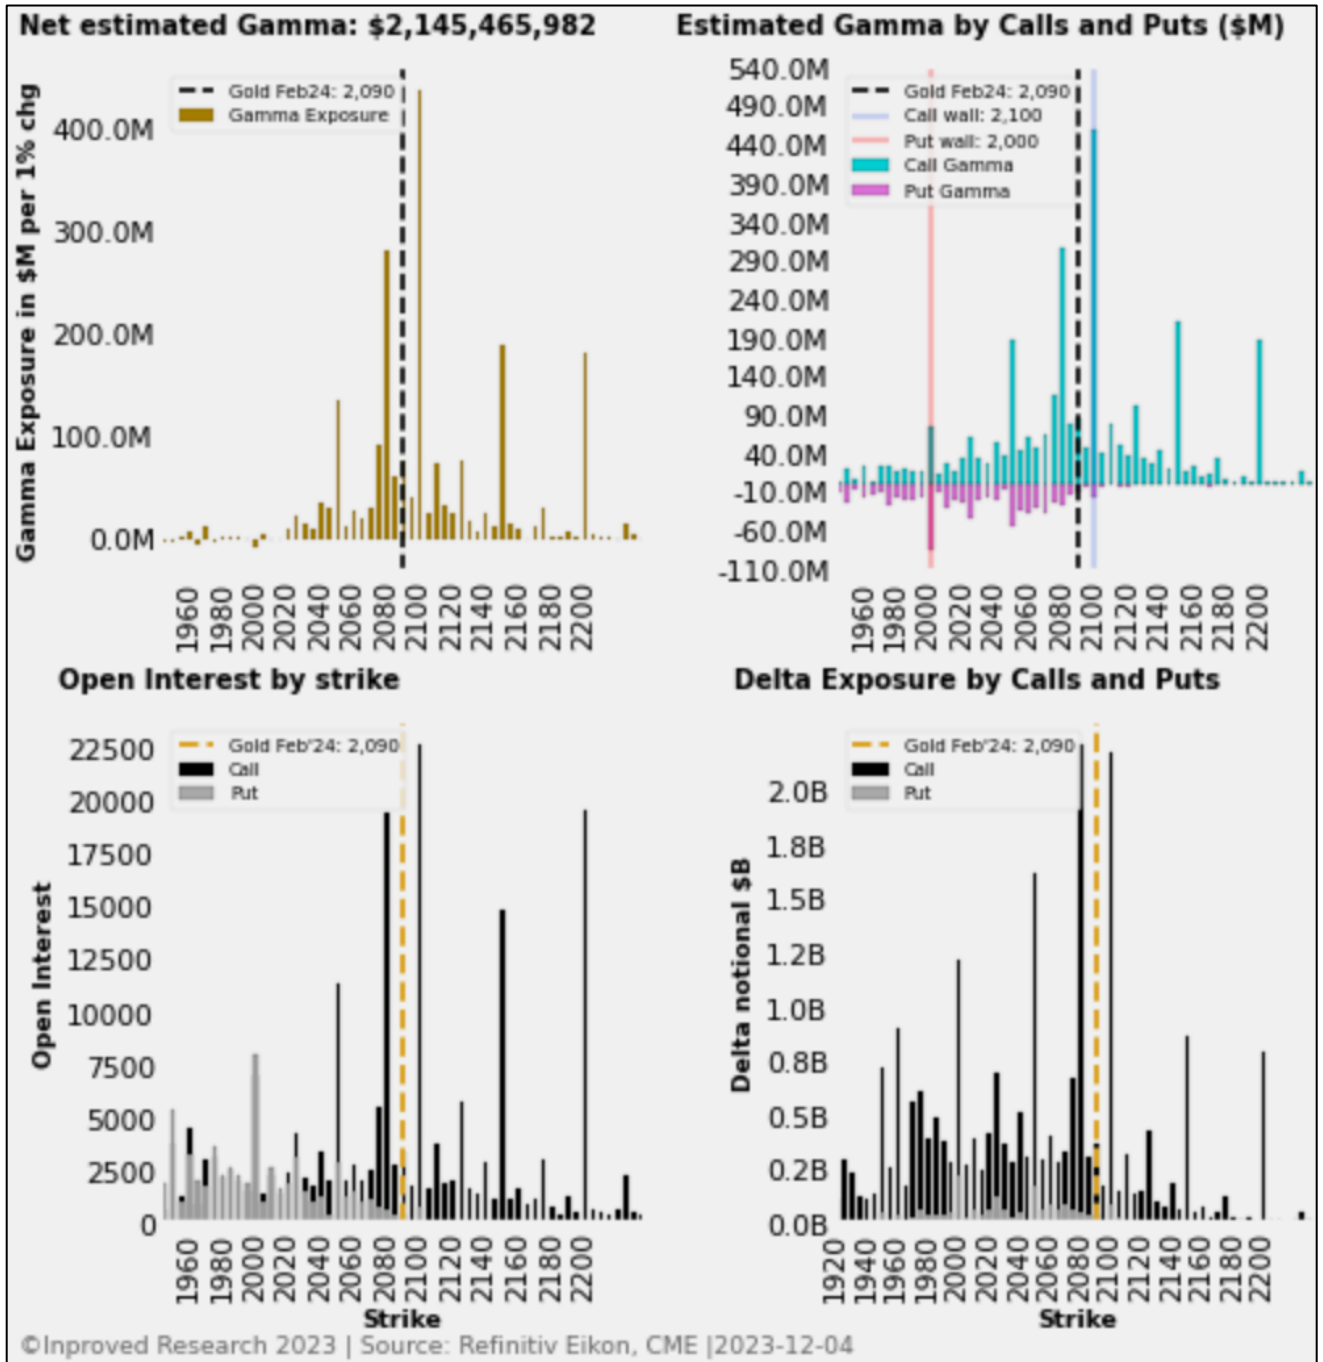 Net estimated Gamma: $2,145,465,982
Gamma Exposure in $M per 1% chg
400.0M
300.0M
200.0M
100.0M
0.0M
Gold Feb24: 2,090
Gamma Exposure
1960
1980
2000
2020
2040
2060
2080
2100
2120
2140
2160
2180
2200
Estimated Gamma by Calls and Puts ($M)
540.0M
490.0M
440.0M
390.0M
340.0M
290.0M
240.0M
190.0M
140.0M
90.0M
40.0M
-10.0M
-60.0M
-110.0M
Gold Feb24: 2,090
Call wall: 2,100
Put wall: 2,000
Call Gamma
Put Gamma
1960
1980
2000
2020
2040
2060
2080
2100
2120
2140
2160
2180
2200
Open Interest by strike
Open Interest
22500
20000
17500
15000
12500
10000
7500
5000
2500
0
Gold Feb'24: 2,090
Call
Put
1960
1980
2000
2020
2040
2060
2080
2100
2120
2140
2160
2180
2200
Strike
Delta Exposure by Calls and Puts
Delta notional $B
2.0B
1.8B
1.5B
1.2B
1.0B
0.8B
0.5B
0.2B
0.0B
Gold Feb'24: 2,090
Call
Put
1920
1940
1960
1980
2000
2020
2040
2060
2080
2100
2120
2140
2160
2180
2200
Strike
©Inproved Research 2023 | Source: Refinitiv Eikon, CME |2023-12-04